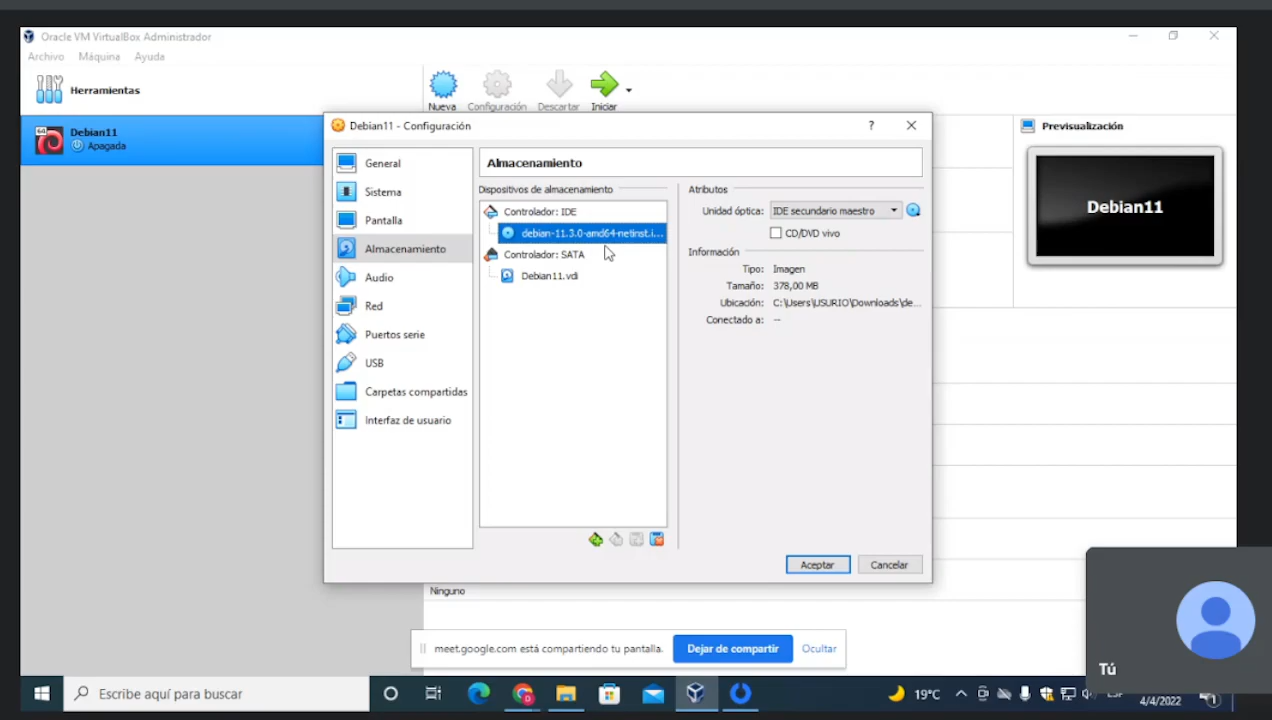 Oracle VM VirtualBox Administrador
Archivo Máquina Ayuda
Herramientas
Nueva Configuración Descartar Iniciar
64
Debian11
Apagada
Debian11 - Configuración
?
General
Sistema
Pantalla
Almacenamiento
Audio
Red
Puertos serie
USB
Carpetas compartidas
Interfaz de usuario
Almacenamiento
Dispositivos de almacenamiento
Controlador: IDE
debian-11.3.0-amd64-netinst.i...
Controlador: SATA
Debian11.vdi
Atributos
Unidad óptica: IDE secundario maestro
CD/DVD vivo
Información
Tipo: Imagen
Tamaño: 378,00 MB
Ubicación: C:\Users\USURIO\Downloads\de...
Conectado a: --
Aceptar Cancelar
Previsualización
Debian11
Ninguno
meet.google.com está compartiendo tu pantalla. Dejar de compartir Ocultar
Tú
Escribe aquí para buscar
19°C
4/4/2022
1